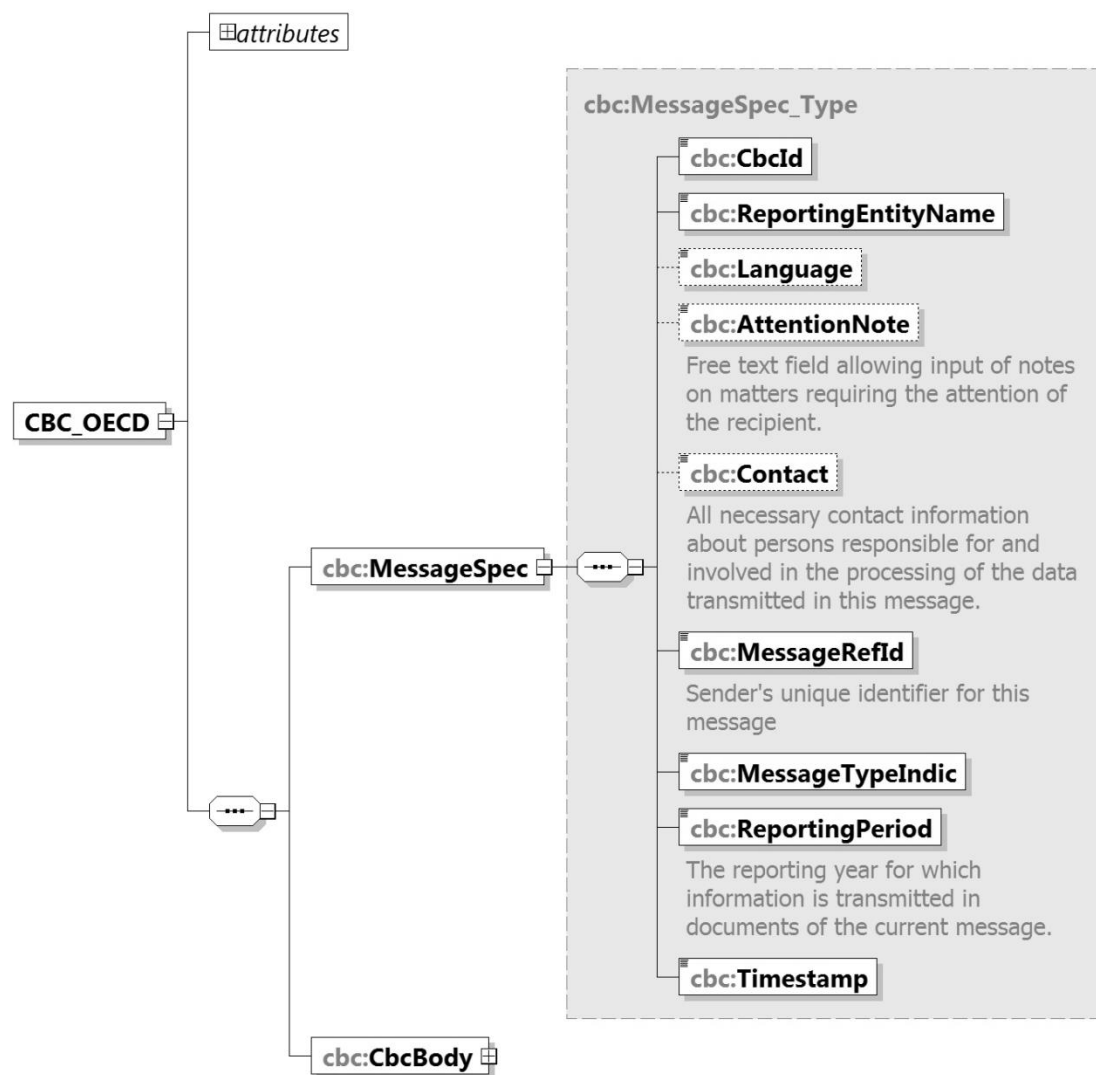 attributes
cbc:MessageSpec_Type
cbc:CbcId
cbc:ReportingEntityName
cbc:Language
cbc:AttentionNote
Free text field allowing input of notes
on matters requiring the attention of
the recipient.
CBC_OECD
cbc:Contact
All necessary contact information
about persons responsible for and
involved in the processing of the data
transmitted in this message.
cbc:MessageSpec
cbc:MessageRefId
Sender's unique identifier for this
message
cbc:MessageTypeIndic
cbc:ReportingPeriod
The reporting year for which
information is transmitted in
documents of the current message.
cbc:Timestamp
cbc:CbcBody